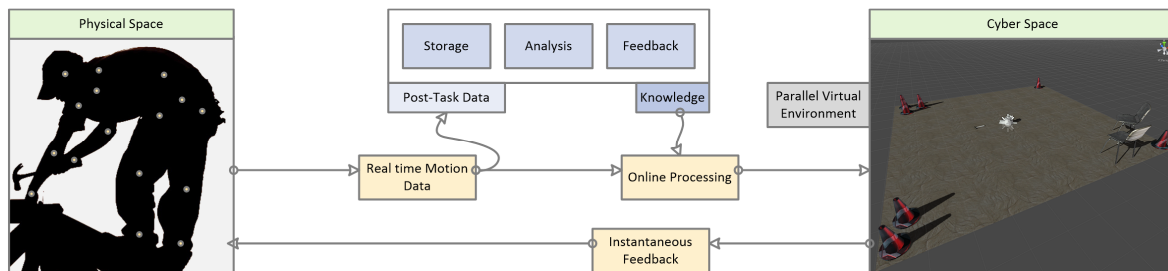 Physical Space
Storage
Analysis
Feedback
Cyber Space
Post-Task Data
Knowledge
Parallel Virtual
Environment
Real time Motion
Data
Online Processing
Instantaneous
Feedback